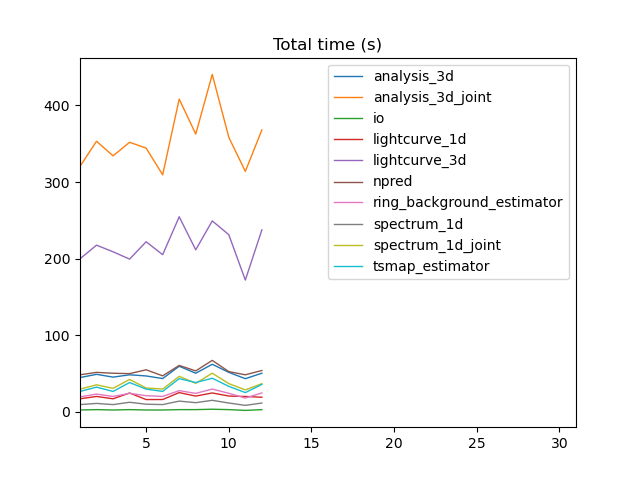 Total time (s)
analysis_3d
analysis_3d_joint
io
lightcurve_1d
lightcurve_3d
npred
ring_background_estimator
spectrum_1d
spectrum_1d_joint
tsmap_estimator
400
300
200
100
0
5 10 15 20 25 30